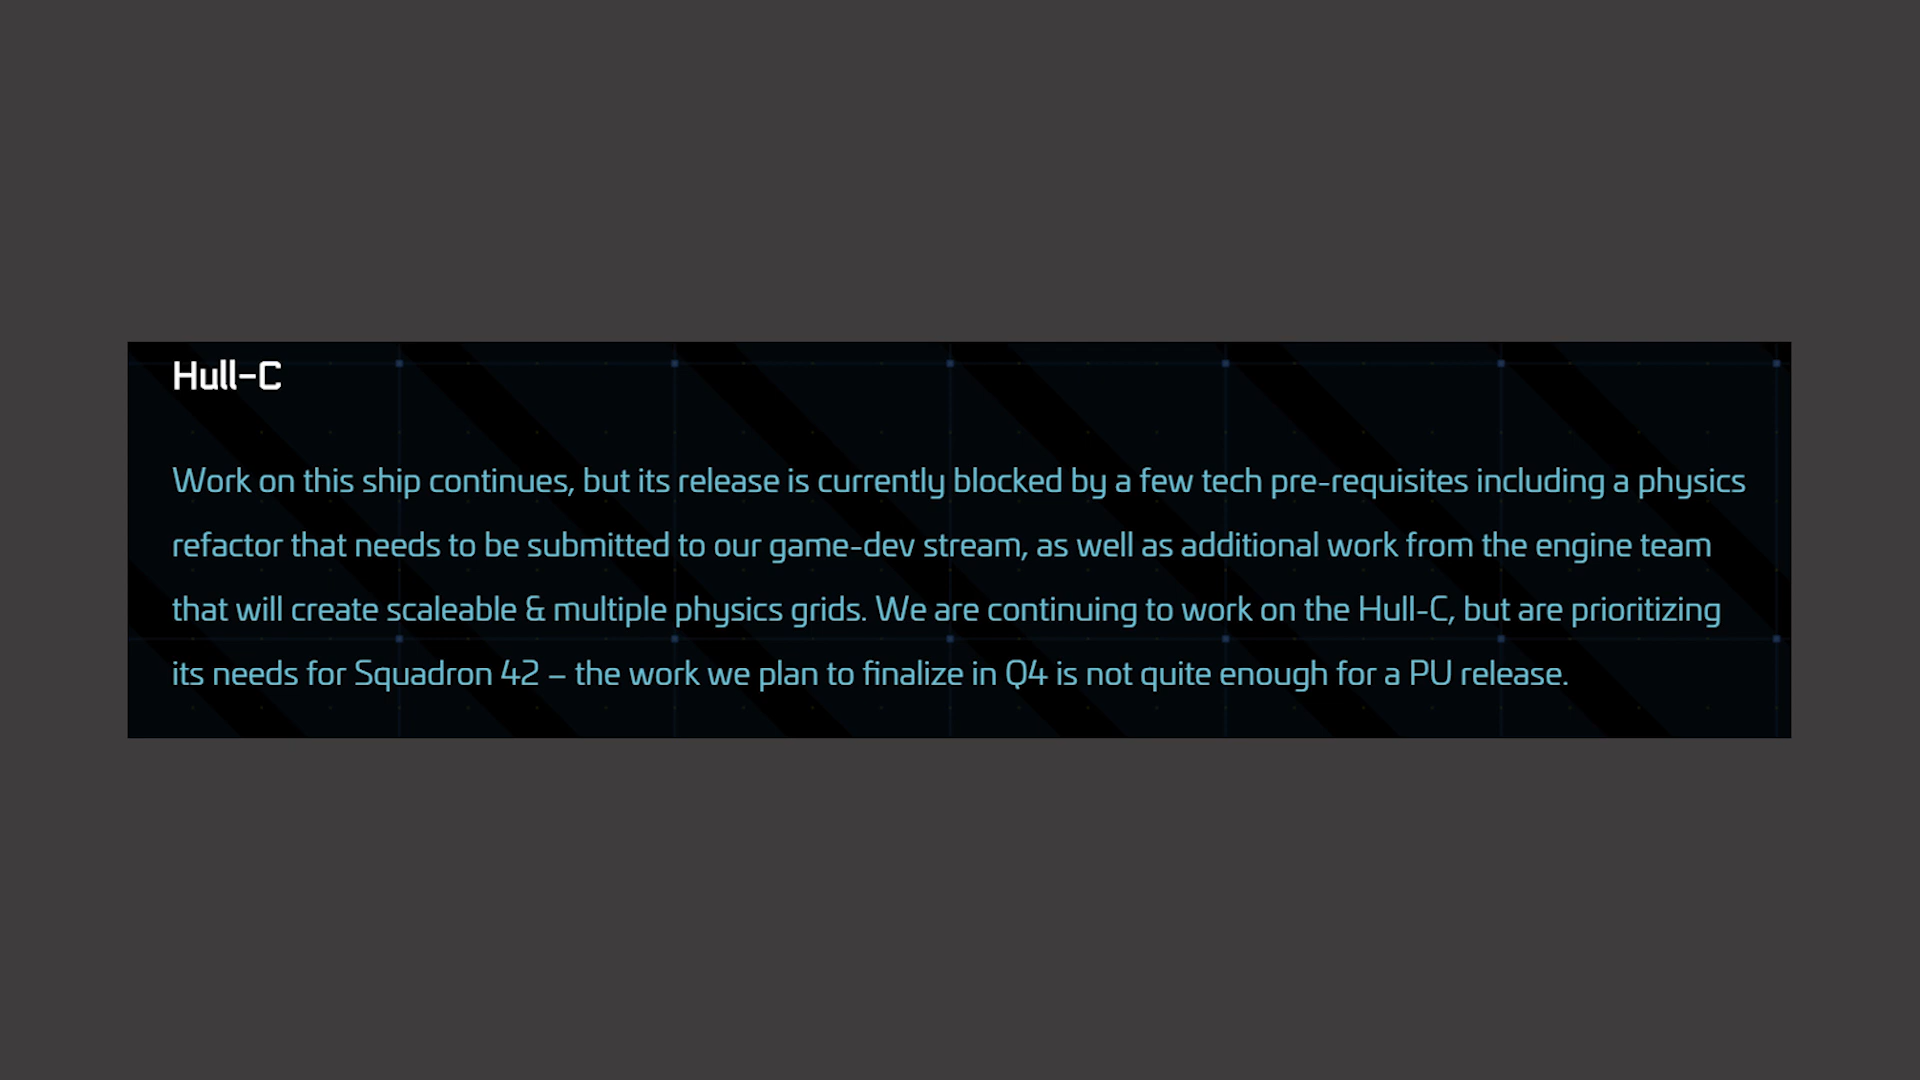 Hull-C
Work on this ship continues, but its release is currently blocked by a few tech pre-requisites including a physics
refactor that needs to be submitted to our game-dev stream, as well as additional work from the engine team
that will create scaleable & multiple physics grids. We are continuing to work on the Hull-C, but are prioritizing
its needs for Squadron 42 – the work we plan to finalize in Q4 is not quite enough for a PU release.